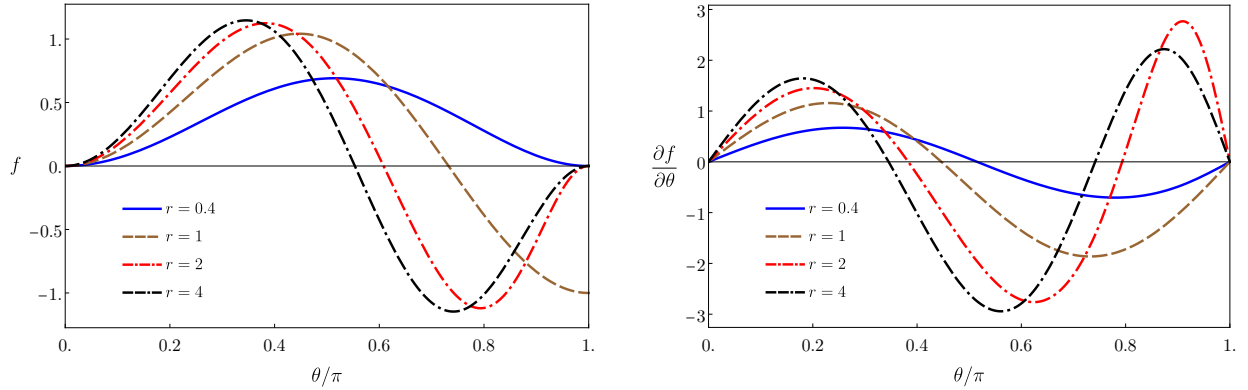 1.
0.5
0.
−0.5
−1.
f
r = 0.4
r = 1
r = 2
r = 4
0. 0.2 0.4 0.6 0.8 1.
θ/π
3
2
1
0
-1
-2
-3
∂f
∂θ
r = 0.4
r = 1
r = 2
r = 4
0. 0.2 0.4 0.6 0.8 1.
θ/π